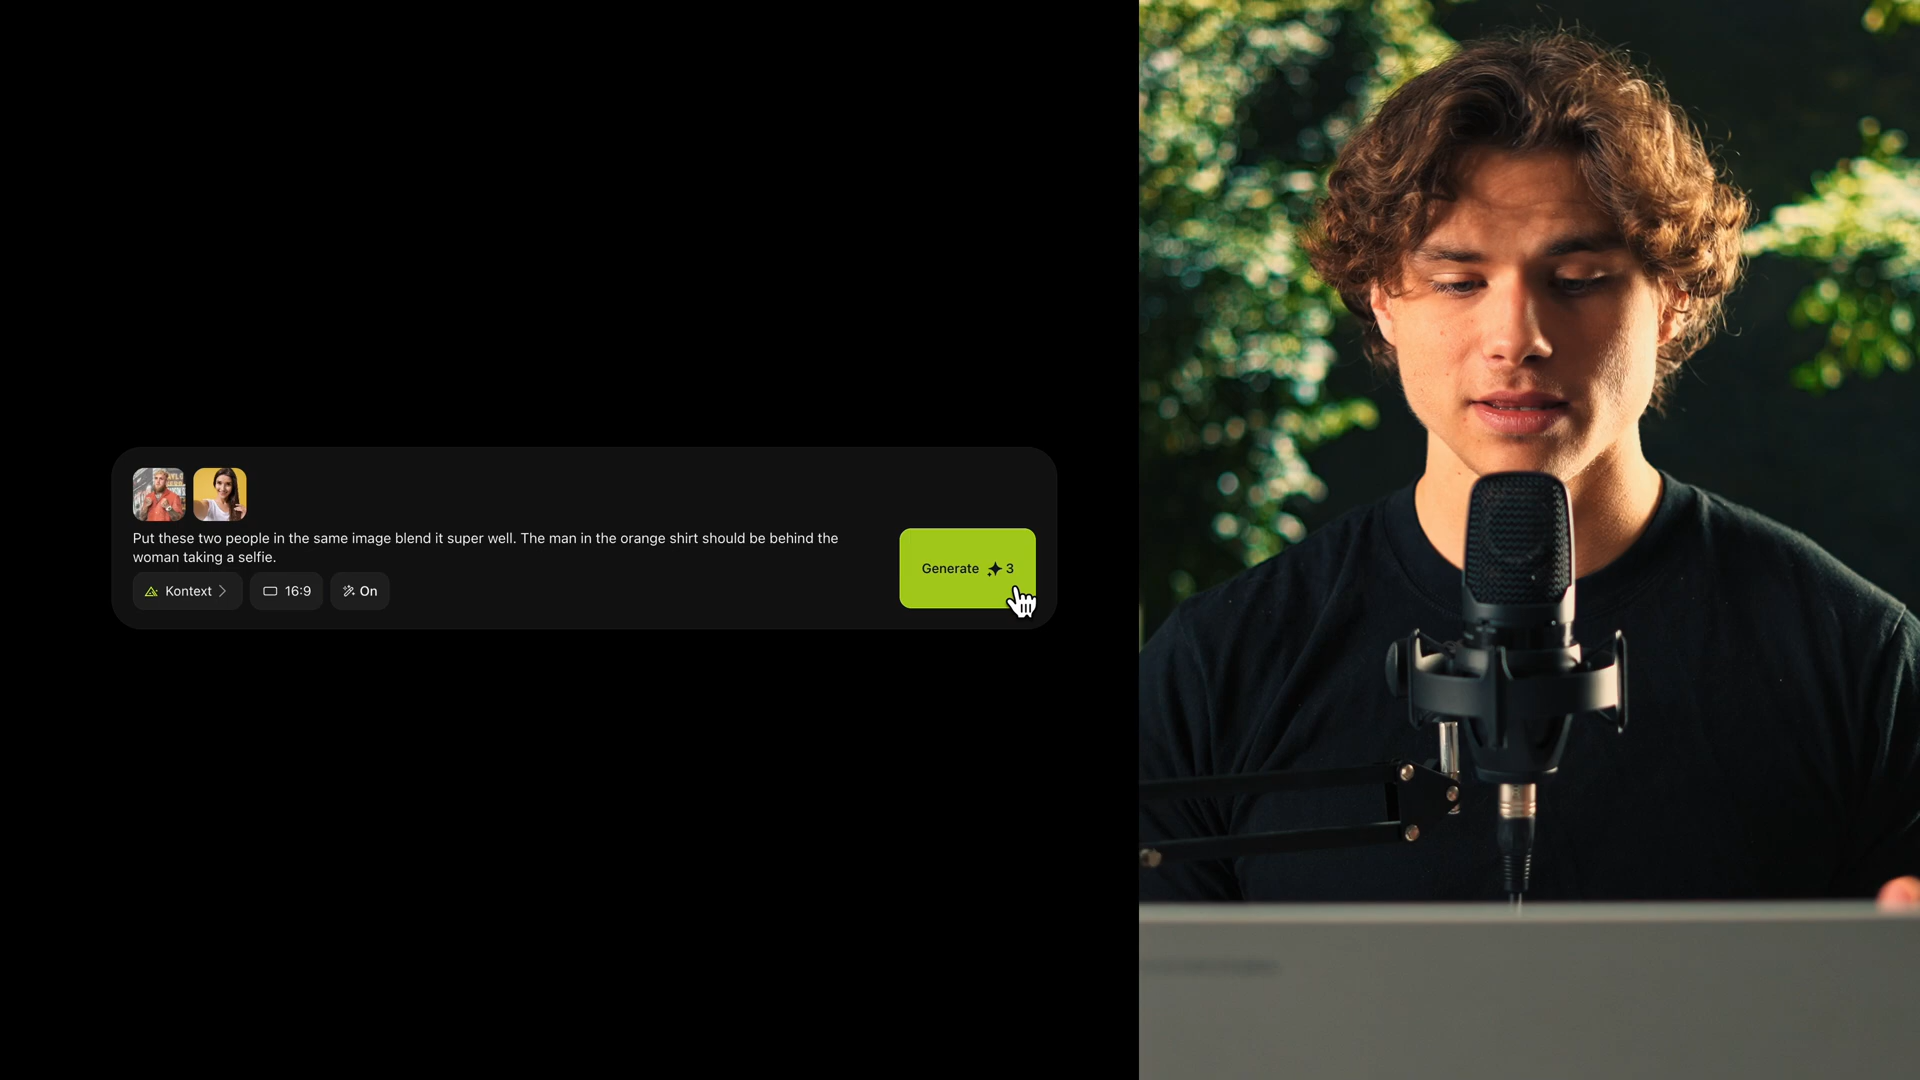 Put these two people in the same image blend it super well. The man in the orange shirt should be behind the
woman taking a selfie.
Generate 3
Kontext 16:9 On